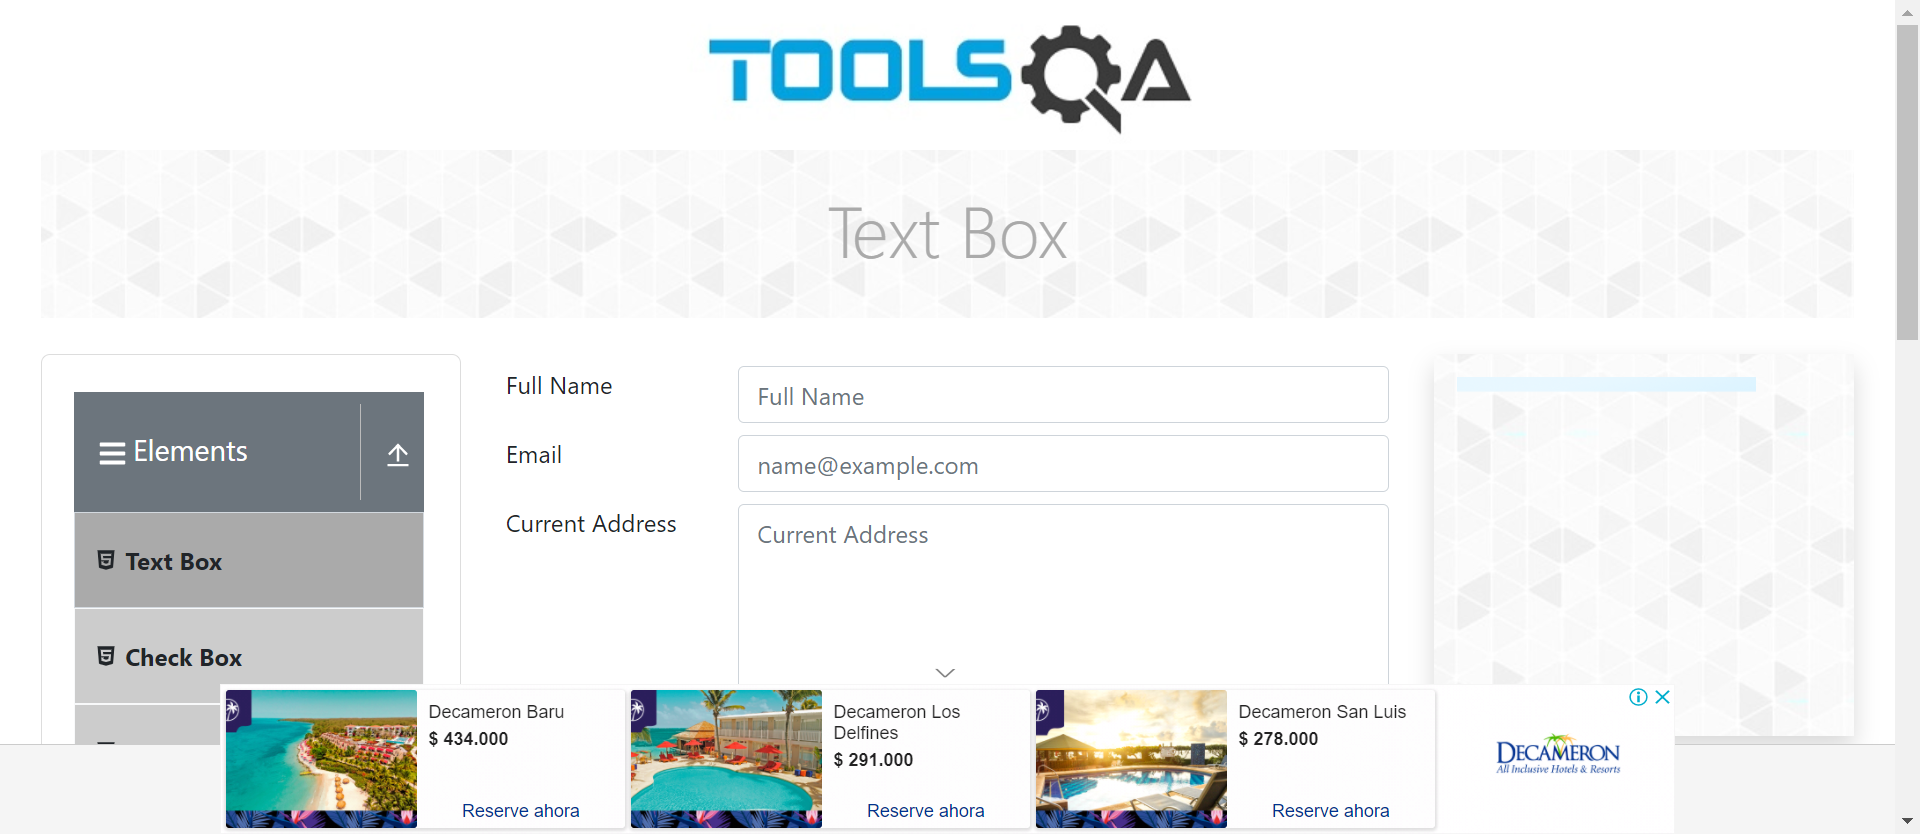 TOOLSQA
Text Box
Elements
Text Box
Check Box
Full Name
Full Name
Email
name@example.com
Current Address
Current Address
Decameron Baru
$ 434.000
Reserve ahora
Decameron Los
Delfines
$ 291.000
Reserve ahora
Decameron San Luis
$ 278.000
Reserve ahora
DECAMERON
All Inclusive Hotels & Resorts